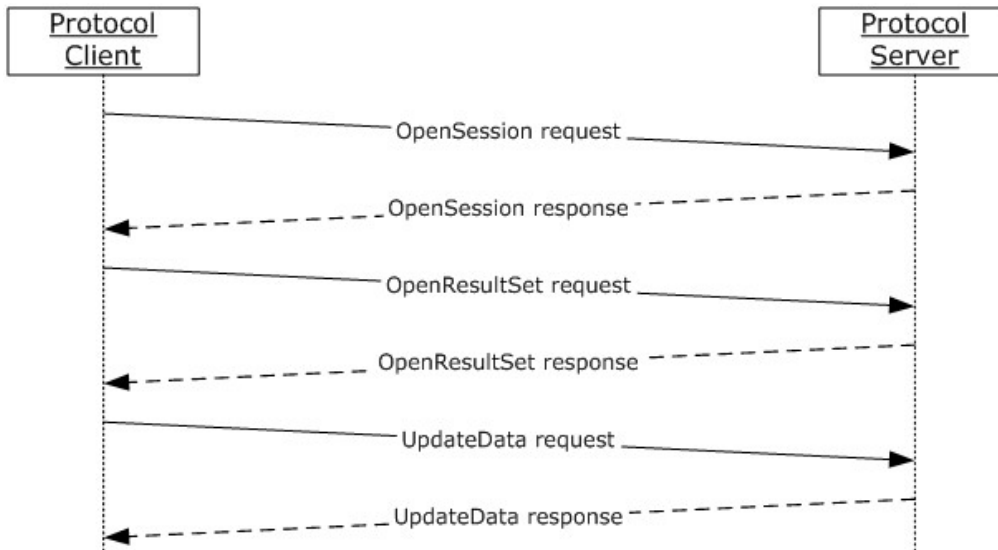 Protocol
Client
Protocol
Server
OpenSession request
OpenSession response
OpenResultSet request
OpenResultSet response
UpdateData request
UpdateData response